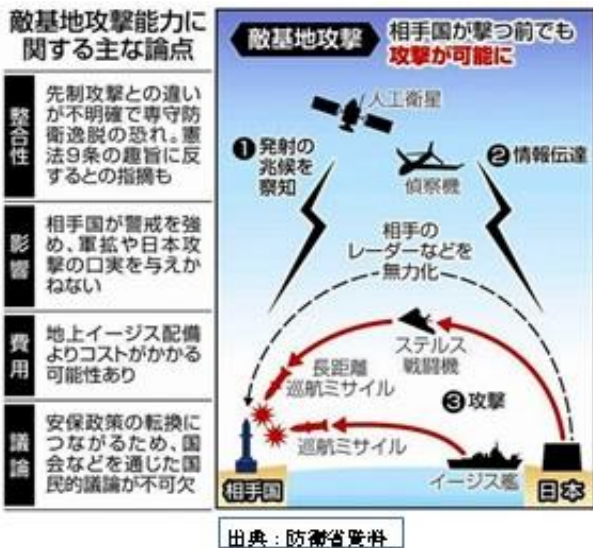 敵基地攻撃能力に
関する主な論点
整合性
先制攻撃との違い
が不明確で専守防
衛逸脱の恐れ。憲
法9条の趣旨に反
するとの指摘も
影響
相手国が警戒を強
め、軍拡や日本攻
撃の口実を与えか
ねない
費用
地上イージス配備
よりコストがかかる
可能性あり
議論
安保政策の転換に
つながるため、国
会などを通じた国
民的議論が不可欠
敵基地攻撃
相手国が撃つ前でも
攻撃が可能に
人工衛星
❶発射の
兆候を
察知
偵察機
❷情報伝達
相手の
レーダーなどを
無力化
ステルス
戦闘機
長距離
巡航ミサイル
❸攻撃
巡航ミサイル
イージス艦
相手国
日本
出典：防衛省資料